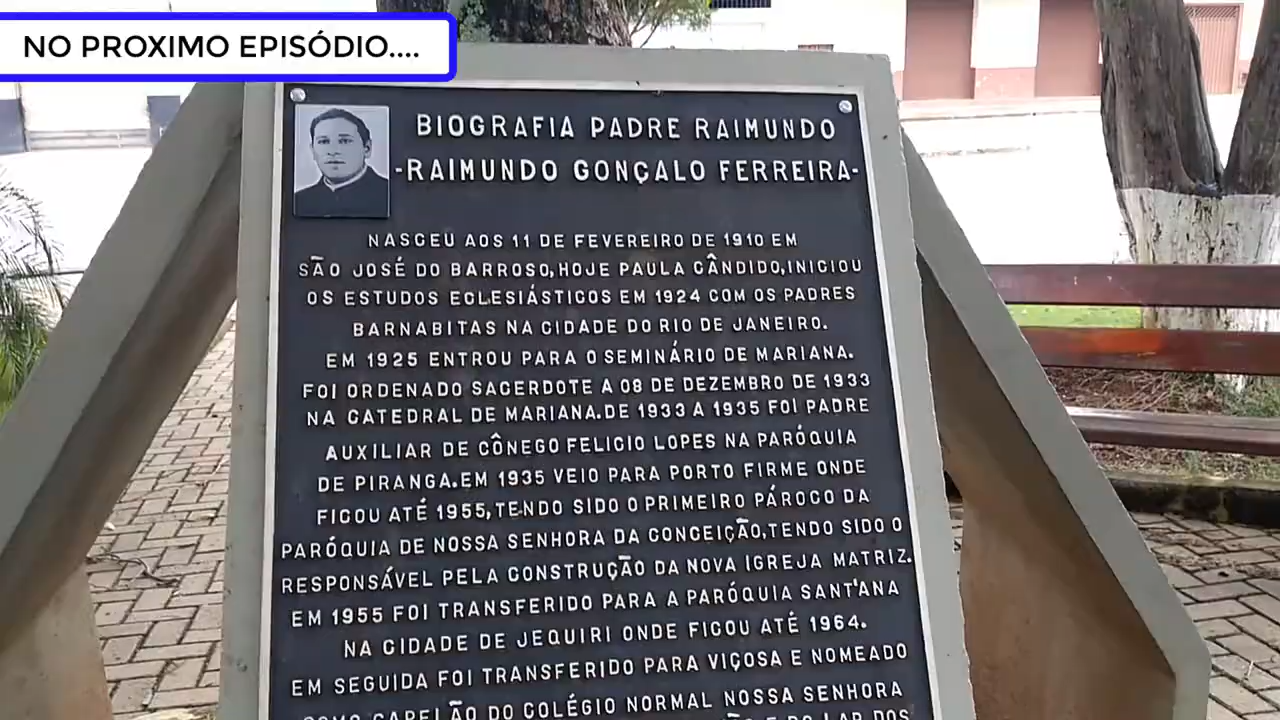 NO PROXIMO EPISÓDIO....
BIOGRAFIA PADRE RAIMUNDO
-RAIMUNDO GONÇALO FERREIRA-
NASCEU AOS 11 DE FEVEREIRO DE 1910 EM
SÃO JOSÉ DO BARROSO,HOJE PAULA CÂNDIDO,INICIOU
OS ESTUDOS ECLESIÁSTICOS EM 1924 COM OS PADRES
BARNABITAS NA CIDADE DO RIO DE JANEIRO.
EM 1925 ENTROU PARA O SEMINÁRIO DE MARIANA.
FOI ORDENADO SACERDOTE A 08 DE DEZEMBRO DE 1933
NA CATEDRAL DE MARIANA.DE 1933 A 1935 FOI PADRE
AUXILIAR DE CÔNEGO FELICIO LOPES NA PARÓQUIA
DE PIRANGA.EM 1935 VEIO PARA PORTO FIRME ONDE
FICOU ATÉ 1955,TENDO SIDO O PRIMEIRO PÁROCO DA
PARÓQUIA DE NOSSA SENHORA DA CONCEIÇÃO,TENDO SIDO O
RESPONSÁVEL PELA CONSTRUÇÃO DA NOVA IGREJA MATRIZ.
EM 1955 FOI TRANSFERIDO PARA A PARÓQUIA SANT'ANA
NA CIDADE DE JEQUIRI ONDE FICOU ATÉ 1964.
EM SEGUIDA FOI TRANSFERIDO PARA VIÇOSA E NOMEADO
COMO CAPELÃO DO COLÉGIO NORMAL NOSSA SENHORA
E DO LAR DOS